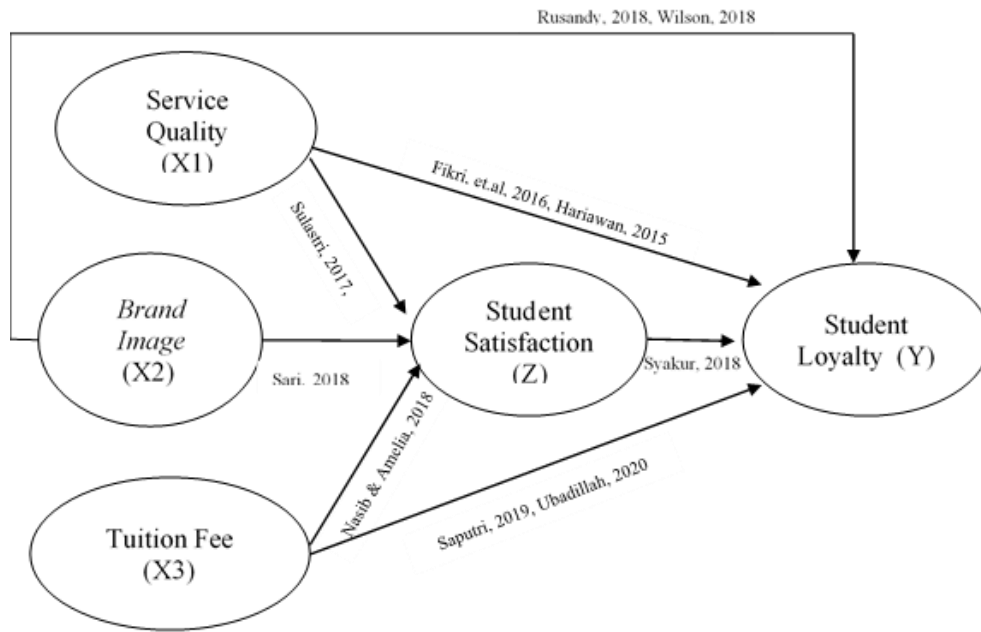 Rusandy, 2018, Wilson, 2018
Service
Quality
(X1)
Fikri, et.al, 2016, Hariawan, 2015
Sulastri, 2017,
Brand
Image
(X2)
Sari, 2018
Student
Satisfaction
(Z)
Syakur, 2018
Student
Loyalty (Y)
Nasib & Amelia, 2018
Saputri, 2019, Ubadillah, 2020
Tuition Fee
(X3)